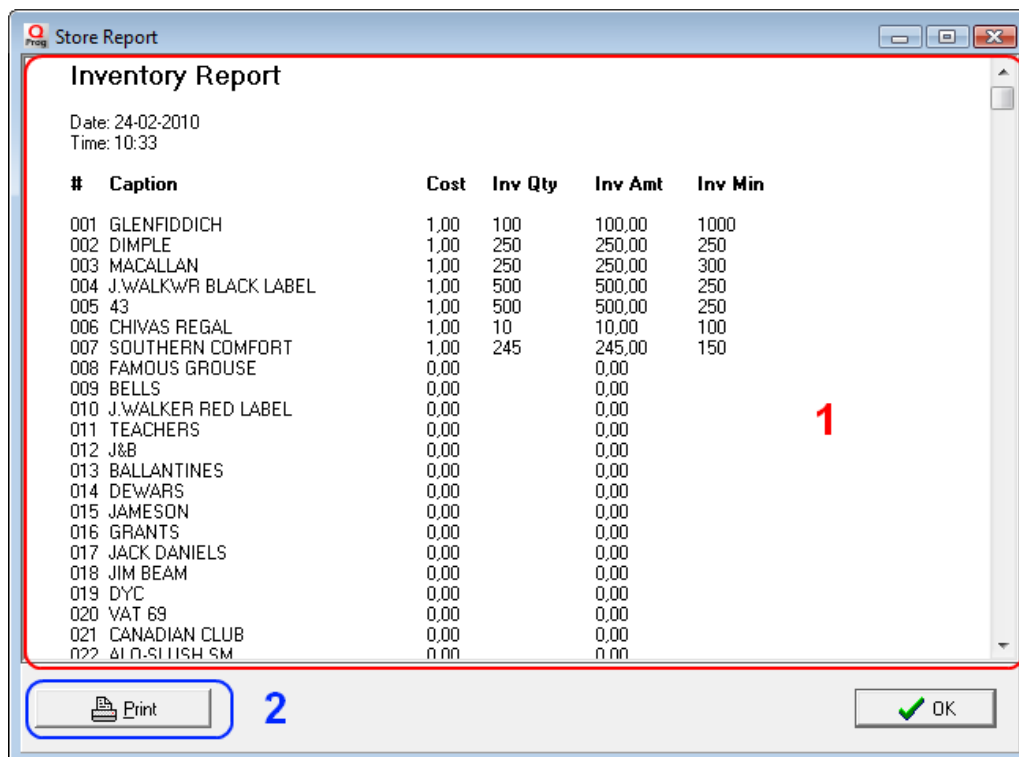 Q Prog Store Report
Inventory Report
Date: 24-02-2010
Time: 10:33
# Caption Cost Inv Qty Inv Amt Inv Min
001 GLENFIDDICH 1,00 100 100,00 1000
002 DIMPLE 1,00 250 250,00 250
003 MACALLAN 1,00 250 250,00 300
004 J.WALKWR BLACK LABEL 1,00 500 500,00 250
005 43 1,00 500 500,00 250
006 CHIVAS REGAL 1,00 10 10,00 100
007 SOUTHERN COMFORT 1,00 245 245,00 150
008 FAMOUS GROUSE 0,00 0,00
009 BELLS 0,00 0,00
010 J.WALKER RED LABEL 0,00 0,00
011 TEACHERS 0,00 0,00
012 J&B 0,00 0,00
013 BALLANTINES 0,00 0,00
014 DEWARS 0,00 0,00
015 JAMESON 0,00 0,00
016 GRANTS 0,00 0,00
017 JACK DANIELS 0,00 0,00
018 JIM BEAM 0,00 0,00
019 DYC 0,00 0,00
020 VAT 69 0,00 0,00
021 CANADIAN CLUB 0,00 0,00
022 ALO-SLUSH SM 0,00 0,00
1
Print 2 OK